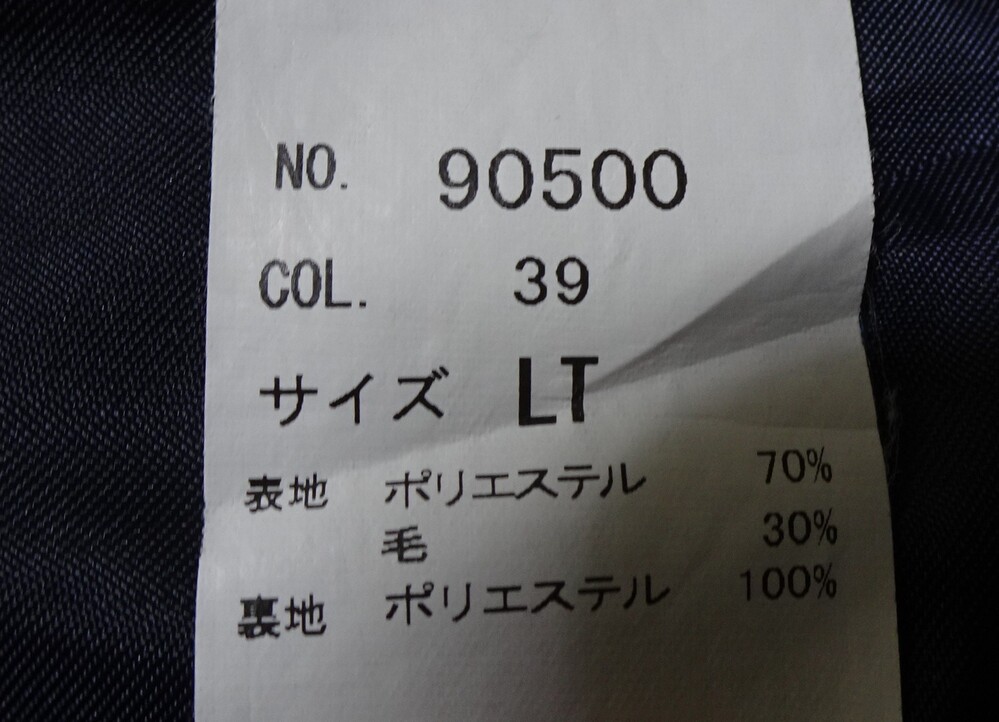 NO. 90500
COL. 39
サイズ LT
表地 ポリエステル 70%
毛 30%
裏地 ポリエステル 100%